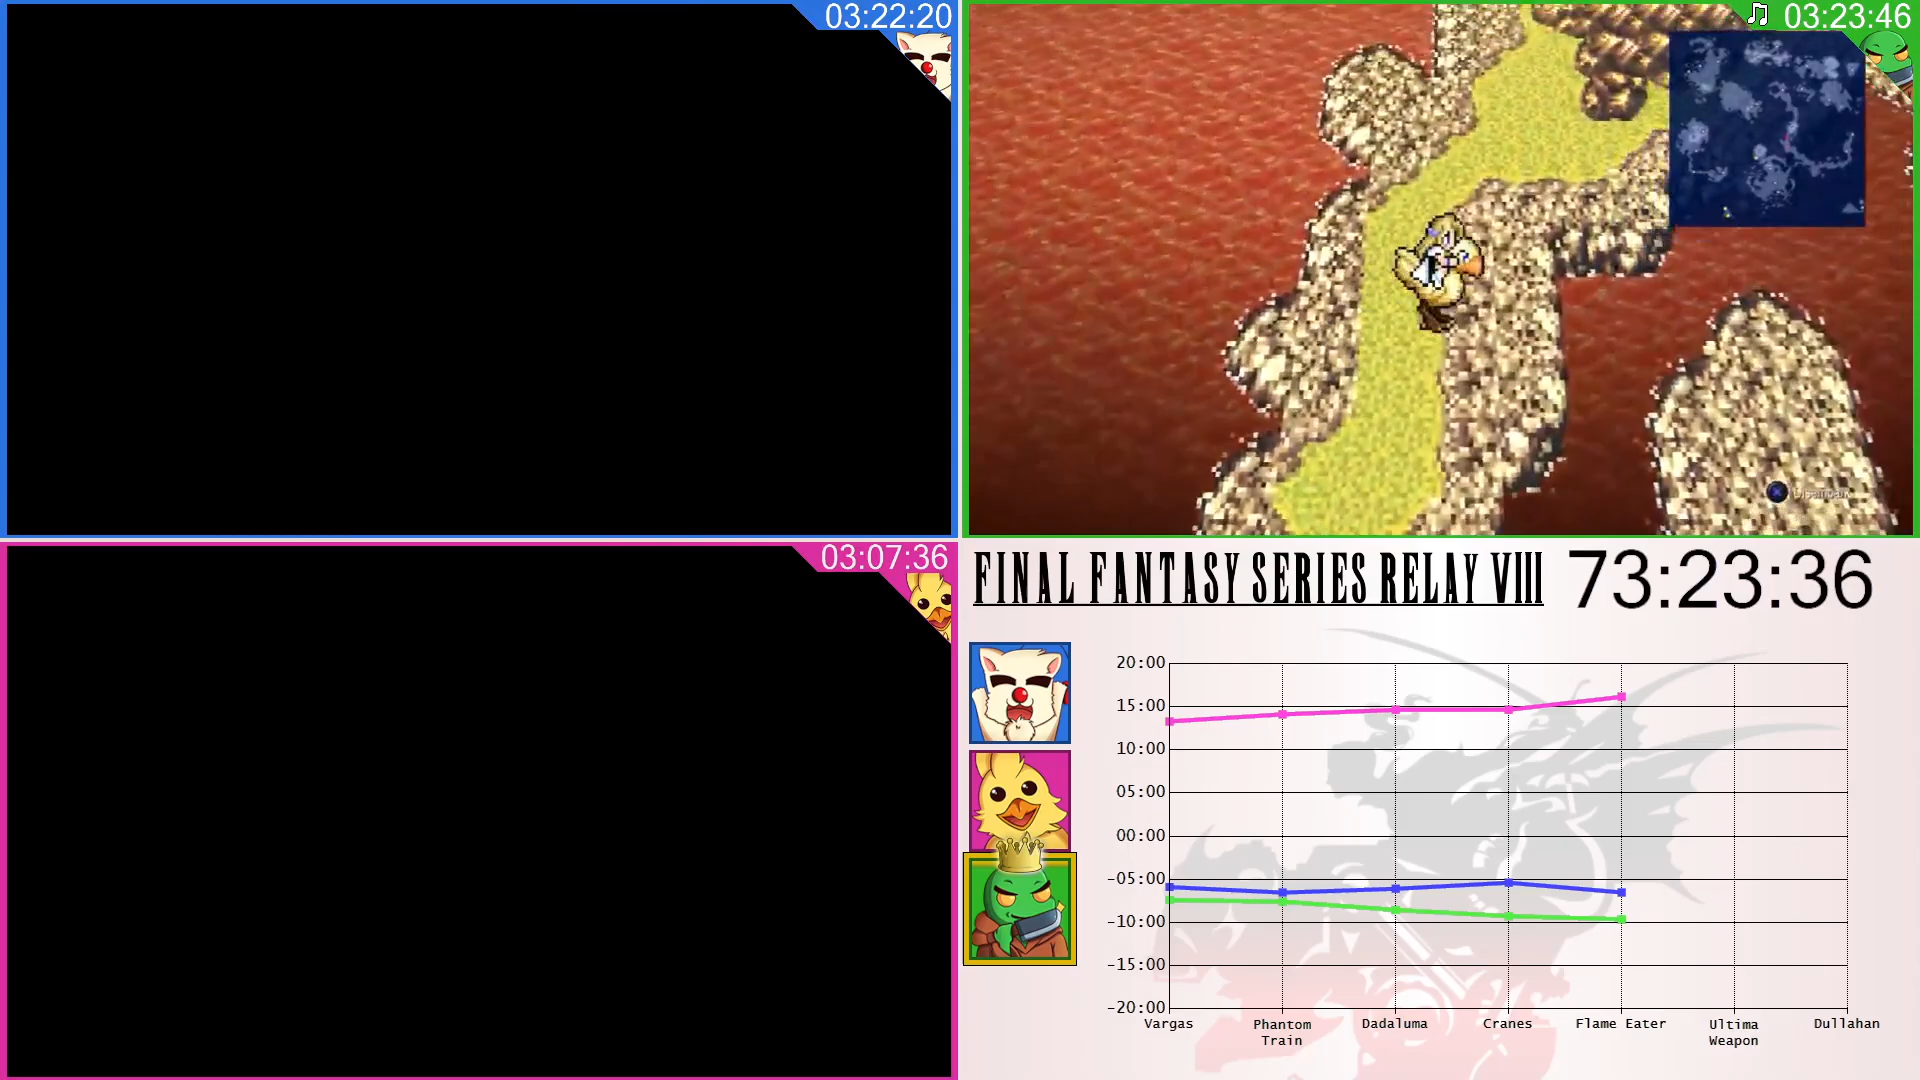 03:22:20
03:23:46
03:07:36
FINAL FANTASY SERIES RELAY VIII
73:23:36
20:00
15:00
10:00
05:00
00:00
-05:00
-10:00
-15:00
-20:00
Vargas
Phantom
Train
Dadaluma
Cranes
Flame Eater
Ultima
Weapon
Dullahan